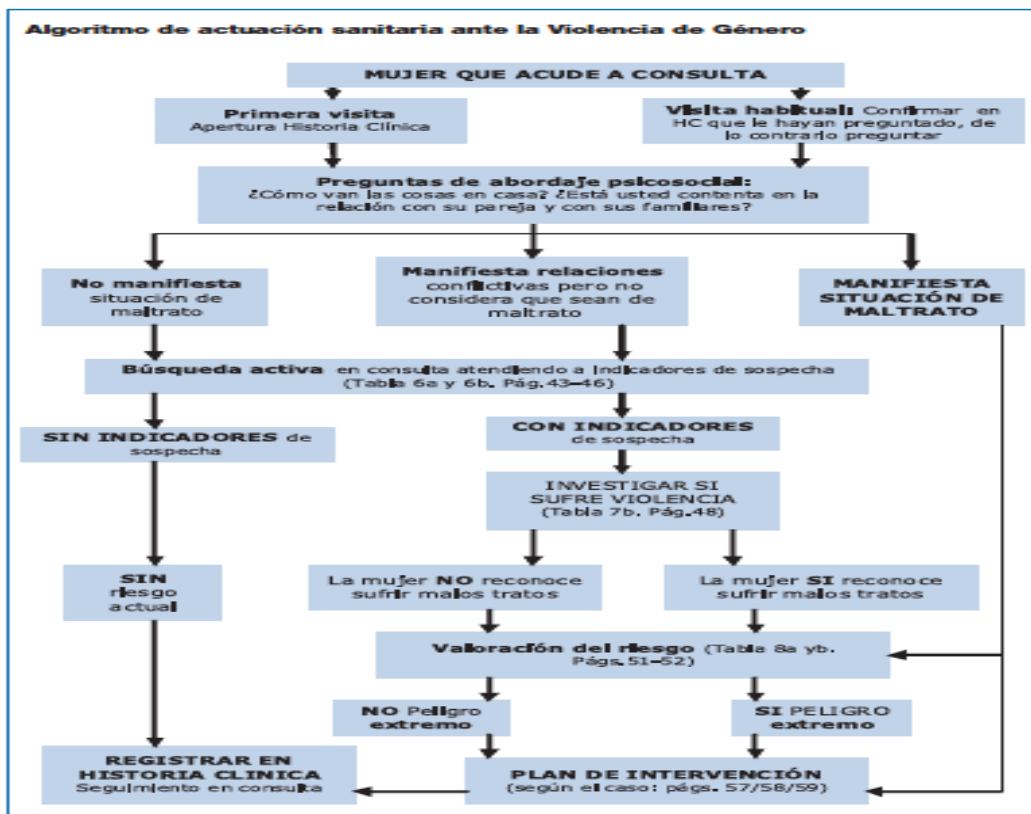 Algoritmo de actuación sanitaria ante la Violencia de Género
MUJER QUE ACUDE A CONSULTA
Primera visita
Apertura Historia Clínica
Visita habitual: Confirmar en
HC que le hayan preguntado, de
lo contrario preguntar
Preguntas de abordaje psicosocial:
¿Cómo van las cosas en casa? ¿Está usted contenta en la
relación con su pareja y con sus familiares?
No manifiesta
situación de
maltrato
Manifiesta relaciones
conflictivas pero no
considera que sean de
maltrato
MANIFIESTA
SITUACIÓN DE
MALTRATO
Búsqueda activa en consulta atendiendo a indicadores de sospecha
(Tabla 6a y 6b. Pág.43-46)
SIN INDICADORES de
sospecha
CON INDICADORES
de sospecha
INVESTIGAR SI
SUFRE VIOLENCIA
(Tabla 7b. Pág.48)
SIN
riesgo
actual
La mujer NO reconoce
sufrir malos tratos
La mujer SI reconoce
sufrir malos tratos
Valoración del riesgo (Tabla 8a yb.
Págs.51-52)
NO Peligro
extremo
SI PELIGRO
extremo
REGISTRAR EN
HISTORIA CLINICA
Seguimiento en consulta
PLAN DE INTERVENCIÓN
(según el caso: págs. 57/58/59)